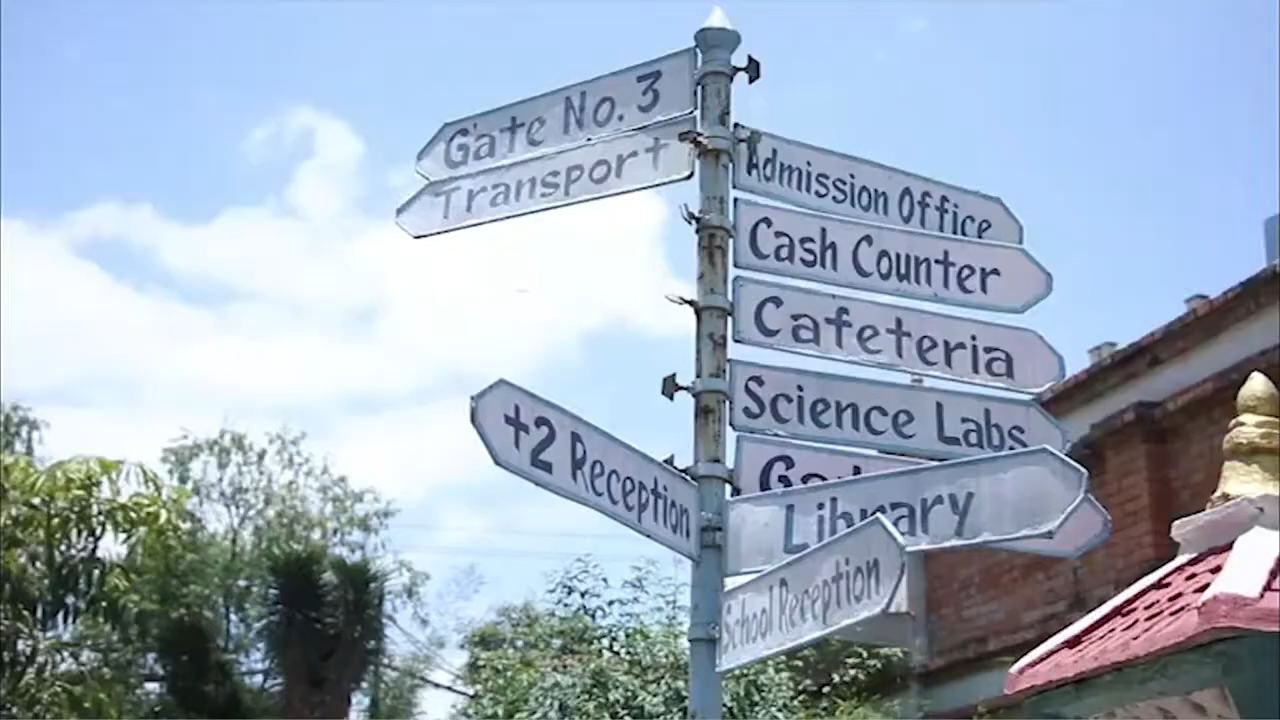 Gate No. 3
Transport
Admission Office
Cash Counter
Cafeteria
Science Labs
+2 Reception
Library
School Reception